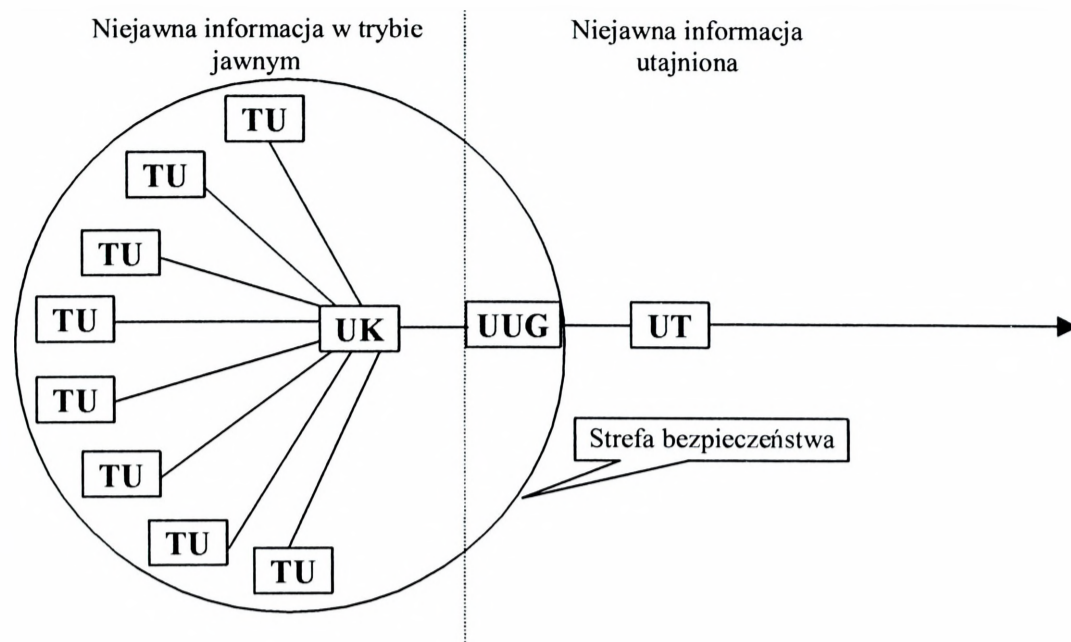 Niejawna informacja w trybie
jawnym
Niejawna informacja
utajniona
TU
TU
TU
TU
UK
UUG
UT
TU
Strefa bezpieczeństwa
TU
TU
TU